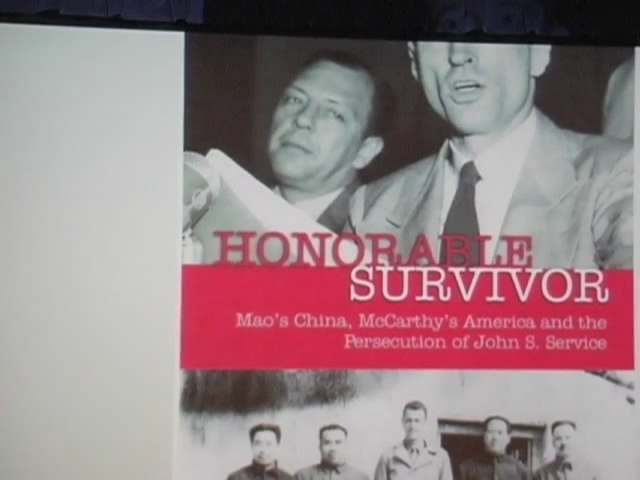 HONORABLE
SURVIVOR
Mao's China, McCarthy's America and the
Persecution of John S. Service